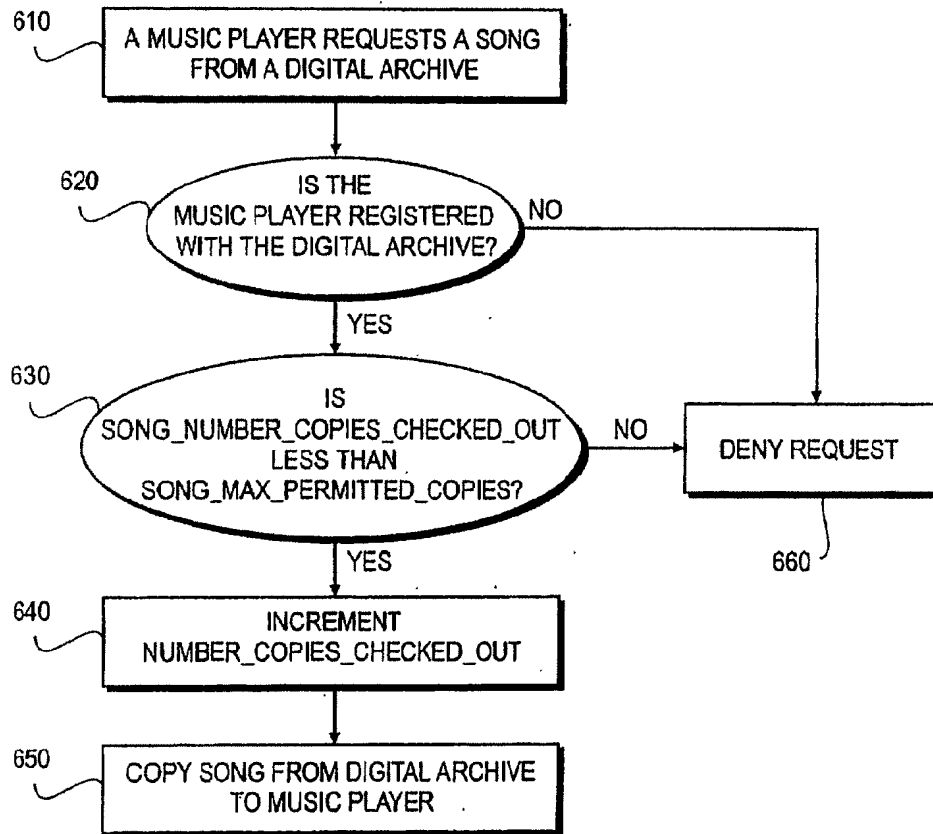 610
A MUSIC PLAYER REQUESTS A SONG
FROM A DIGITAL ARCHIVE
620
IS THE
MUSIC PLAYER REGISTERED
WITH THE DIGITAL ARCHIVE?
NO
YES
630
IS
SONG_NUMBER_COPIES_CHECKED_OUT
LESS THAN
SONG_MAX_PERMITTED_COPIES?
NO
DENY REQUEST
660
YES
640
INCREMENT
NUMBER_COPIES_CHECKED_OUT
650
COPY SONG FROM DIGITAL ARCHIVE
TO MUSIC PLAYER